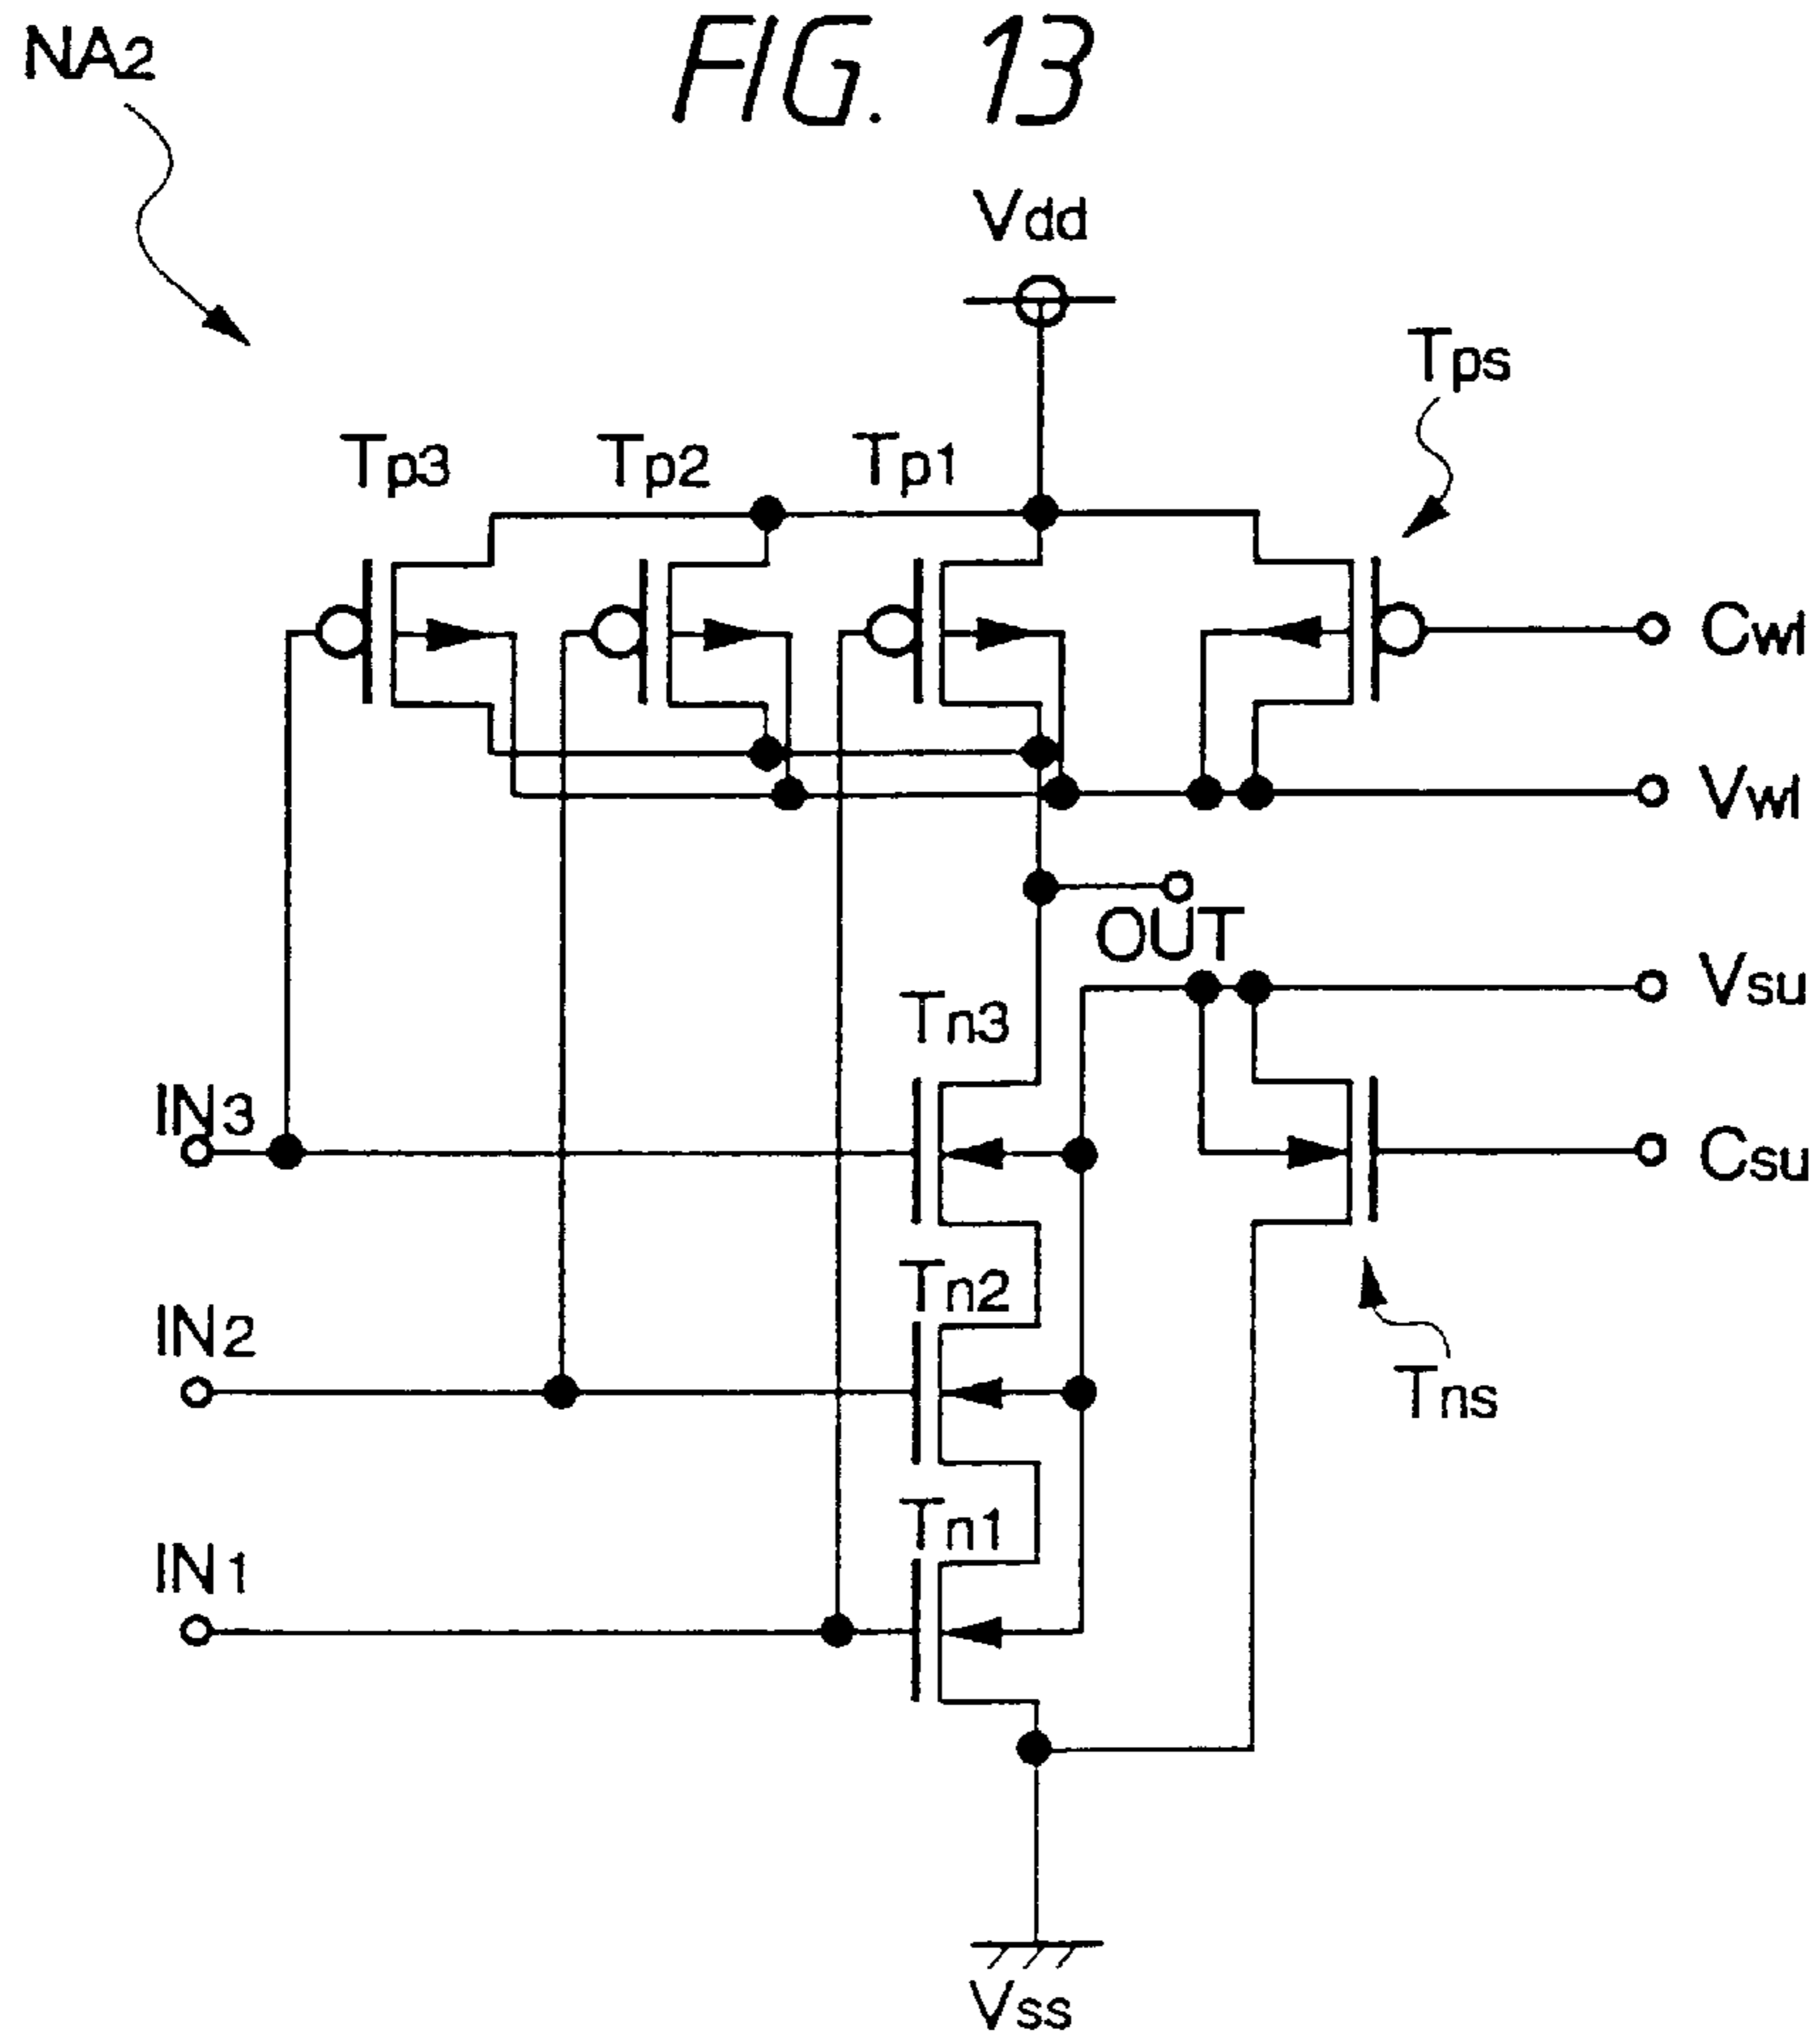 NA2
FIG. 13
Vdd
Tps
Tp3
Tp2
Tp1
Cwl
Vwl
OUT
Vsu
Tn3
IN3
Csu
Tn2
IN2
Tns
Tn1
IN1
Vss